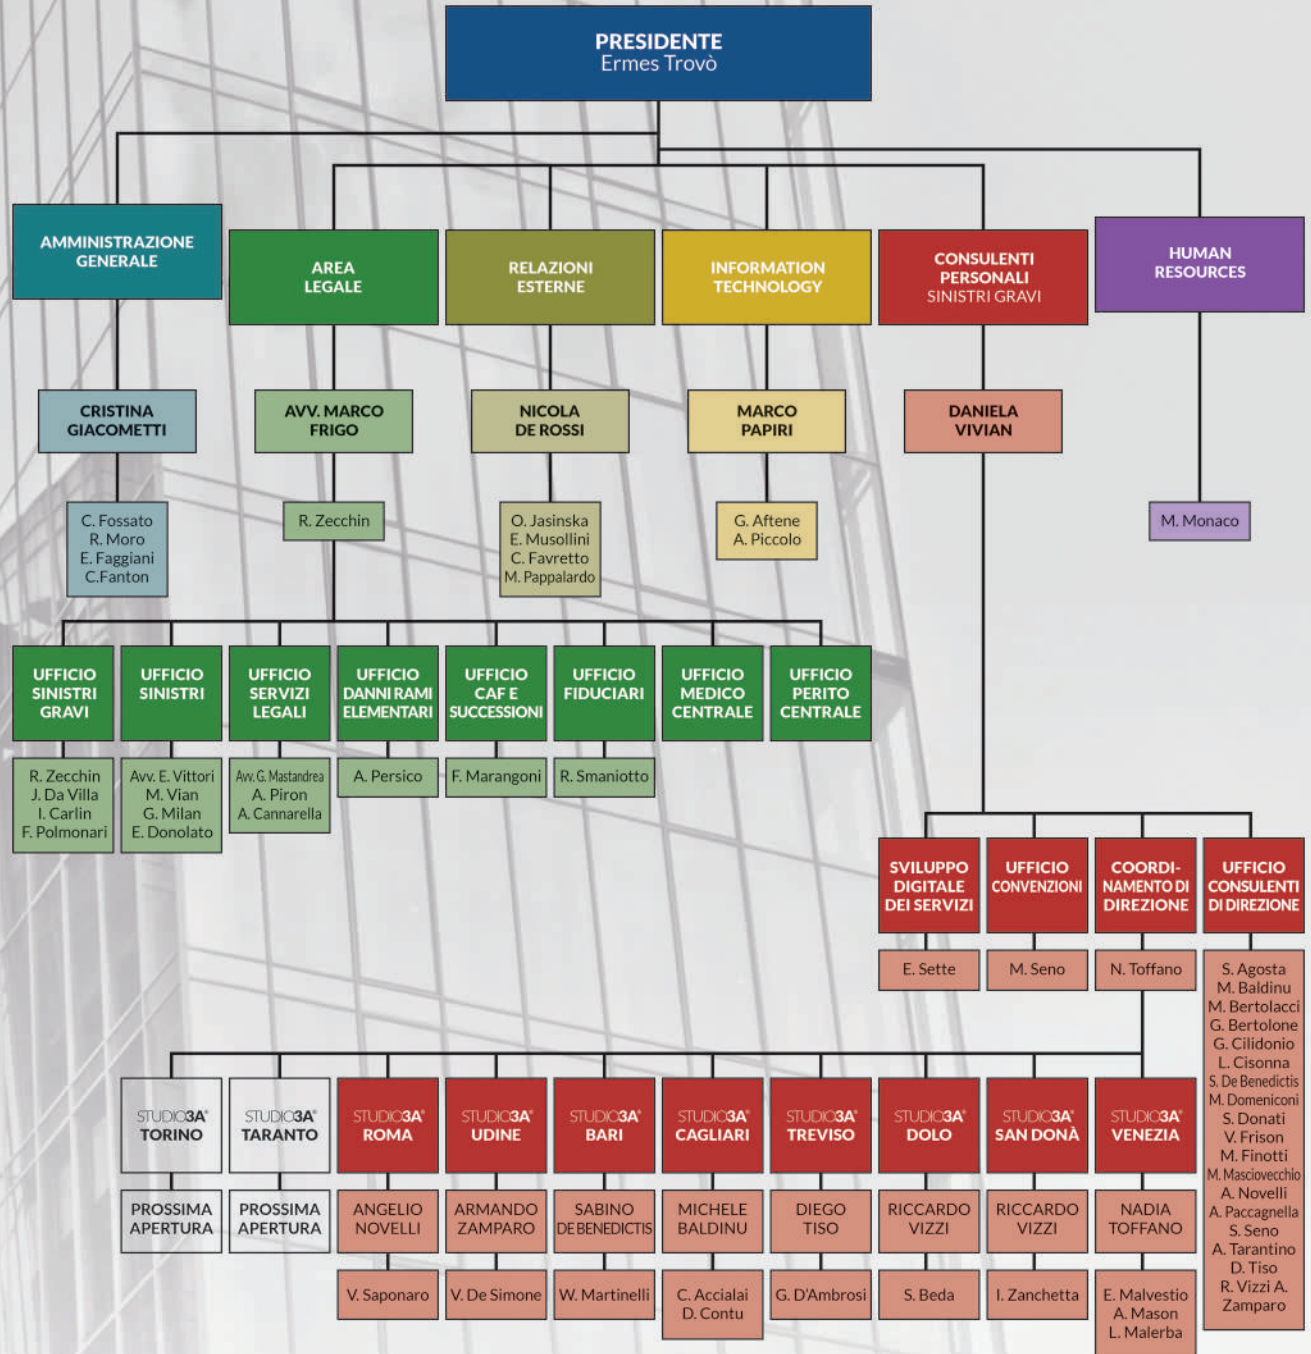 PRESIDENTE
Ermes Trovò
AMMINISTRAZIONE
GENERALE
AREA
LEGALE
RELAZIONI
ESTERNE
INFORMATION
TECHNOLOGY
CONSULENTI
PERSONALI
SINISTRI GRAVI
HUMAN
RESOURCES
CRISTINA
GIACOMETTI
AVV. MARCO
FRIGO
NICOLA
DE ROSSI
MARCO
PAPIRI
DANIELA
VIVIAN
C. Fossato
R. Moro
E. Faggiani
C.Fanton
R. Zecchin
O. Jasinska
E. Musollini
C. Favretto
M. Pappalardo
G. Aftene
A. Piccolo
M. Monaco
UFFICIO
SINISTRI
GRAVI
UFFICIO
SINISTRI
UFFICIO
SERVIZI
LEGALI
UFFICIO
DANNI RAMI
ELEMENTARI
UFFICIO
CAF E
SUCCESSIONI
UFFICIO
FIDUCIARI
UFFICIO
MEDICO
CENTRALE
UFFICIO
PERITO
CENTRALE
R. Zecchin
J. Da Villa
I. Carlin
F. Polmonari
Avv. E. Vittori
M. Vian
G. Milan
E. Donolato
Avv. G. Mastandrea
A. Piron
A. Cannarella
A. Persico
F. Marangoni
R. Smaniotto
SVILUPPO
DIGITALE
DEI SERVIZI
UFFICIO
CONVENZIONI
COORDI-
NAMENTO DI
DIREZIONE
UFFICIO
CONSULENTI
DI DIREZIONE
E. Sette
M. Seno
N. Toffano
S. Agosta
M. Baldinu
M. Bertolacci
G. Bertolone
G. Cilidonio
L. Cisonna
S. De Benedictis
M. Domeniconi
S. Donati
V. Frison
M. Finotti
M. Masciovecchio
A. Novelli
A. Paccagnella
S. Seno
A. Tarantino
D. Tiso
R. Vizzi A.
Zamparo
STUDIO3A®
TORINO
STUDIO3A®
TARANTO
STUDIO3A®
ROMA
STUDIO3A®
UDINE
STUDIO3A®
BARI
STUDIO3A®
CAGLIARI
STUDIO3A®
TREVISO
STUDIO3A®
DOLO
STUDIO3A®
SAN DONÀ
STUDIO3A®
VENEZIA
PROSSIMA
APERTURA
PROSSIMA
APERTURA
ANGELIO
NOVELLI
ARMANDO
ZAMPARO
SABINO
DE BENEDICTIS
MICHELE
BALDINU
DIEGO
TISO
RICCARDO
VIZZI
RICCARDO
VIZZI
NADIA
TOFFANO
V. Saponaro
V. De Simone
W. Martinelli
C. Accialai
D. Contu
G. D'Ambrosi
S. Beda
I. Zanchetta
E. Malvestio
A. Mason
L. Malerba